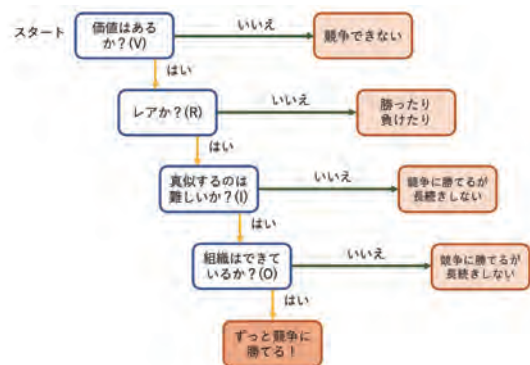 スタート
価値はある
か?(V)
いいえ
競争できない
はい
レアか?(R)
いいえ
勝ったり
負けたり
はい
真似するのは
難しいか?(I)
いいえ
競争に勝てるが
長続きしない
はい
組織はできて
いるか?(O)
いいえ
競争に勝てるが
長続きしない
はい
ずっと競争に
勝てる!